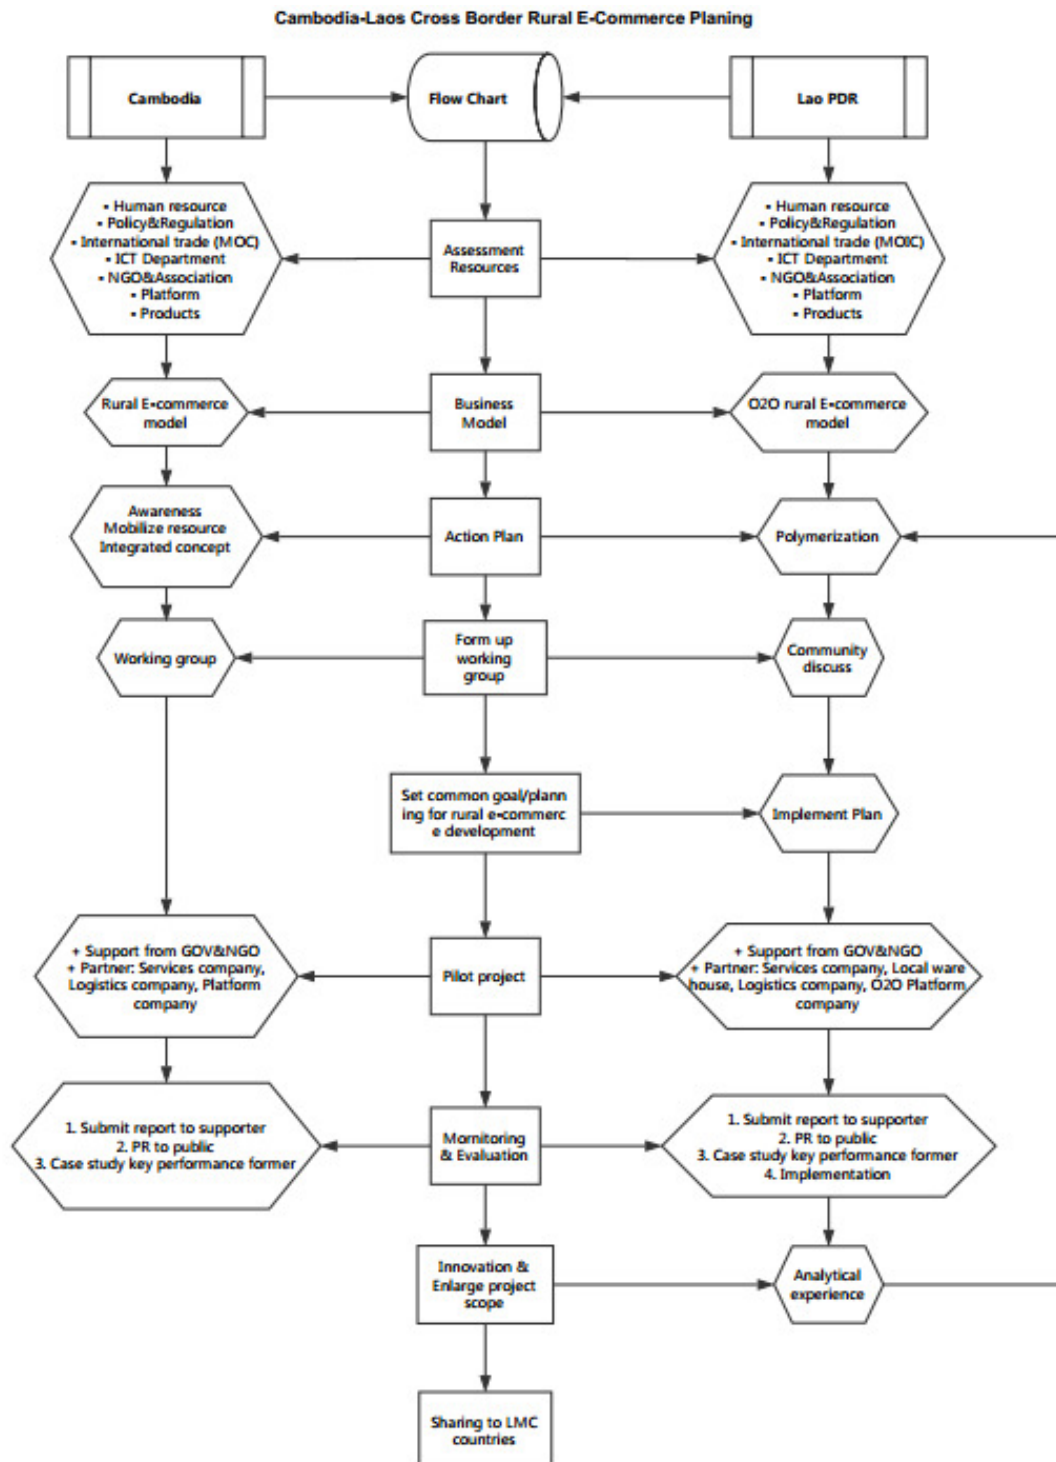 Cambodia-Laos Cross Border Rural E-Commerce Planing
Cambodia
Flow Chart
Lao PDR
▪ Human resource
▪ Policy&Regulation
▪ International trade (MOC)
▪ ICT Department
▪ NGO&Association
▪ Platform
▪ Products
Assessment
Resources
▪ Human resource
▪ Policy&Regulation
▪ International trade (MOIC)
▪ ICT Department
▪ NGO&Association
▪ Platform
▪ Products
Rural E-commerce
model
Business
Model
O2O rural E-commerce
model
Awareness
Mobilize resource
Integrated concept
Action Plan
Polymerization
Working group
Form up
working
group
Community
discuss
Set common goal/plann
ing for rural e-commerc
e development
Implement Plan
+ Support from GOV&NGO
+ Partner: Services company,
Logistics company, Platform
company
Pilot project
+ Support from GOV&NGO
+ Partner: Services company, Local ware
house, Logistics company, O2O Platform
company
1. Submit report to supporter
2. PR to public
3. Case study key performance former
Mornitoring
& Evaluation
1. Submit report to supporter
2. PR to public
3. Case study key performance former
4. Implementation
Innovation &
Enlarge project
scope
Analytical
experience
Sharing to LMC
countries